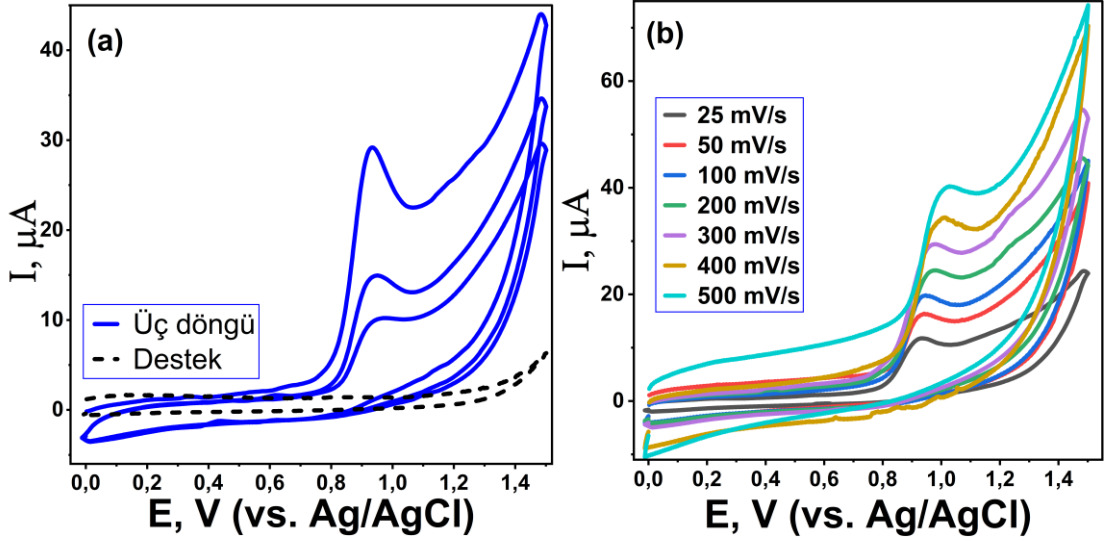 (a)
40
30
20
10
0
I, μA
Üç döngü
Destek
0,0 0,2 0,4 0,6 0,8 1,0 1,2 1,4
E, V (vs. Ag/AgCl)
(b)
60
40
20
0
I, μA
25 mV/s
50 mV/s
100 mV/s
200 mV/s
300 mV/s
400 mV/s
500 mV/s
0,0 0,2 0,4 0,6 0,8 1,0 1,2 1,4
E, V (vs. Ag/AgCl)